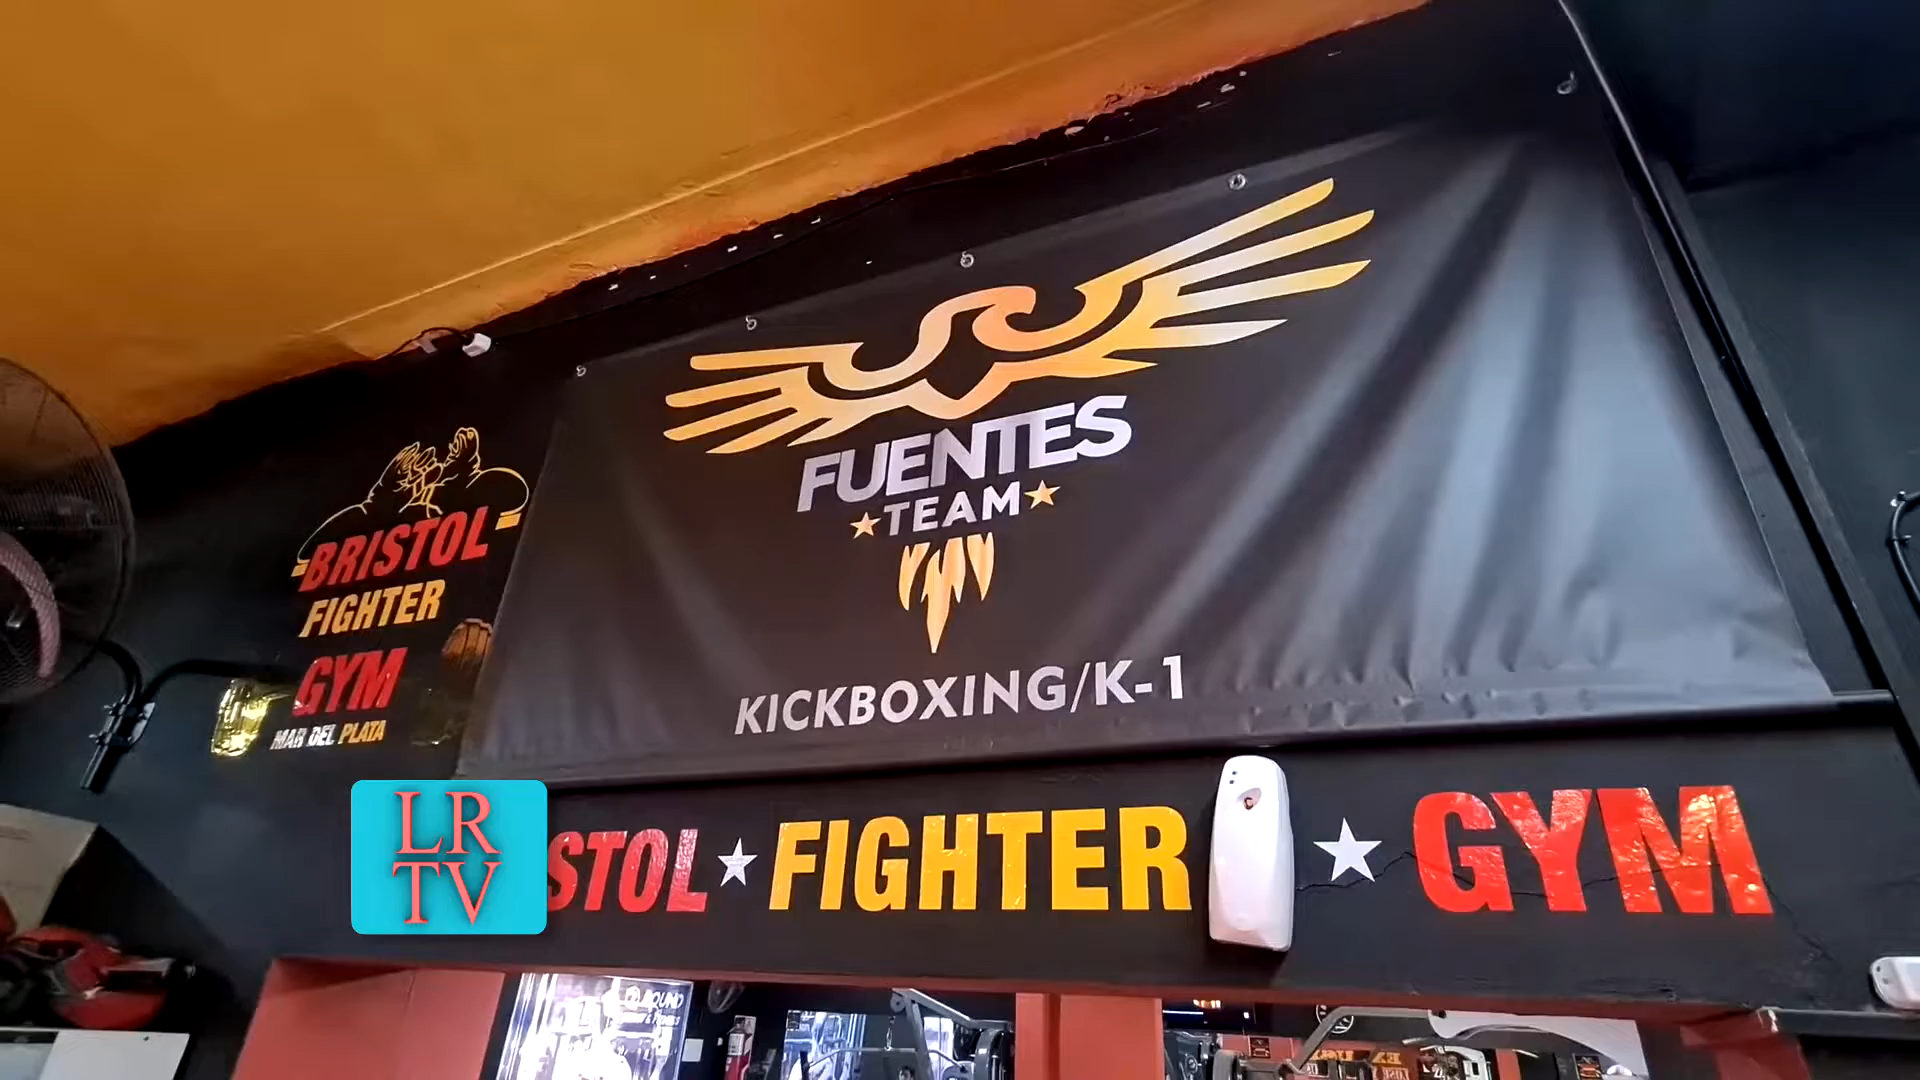 FUENTES
TEAM
KICKBOXING/K-1
BRISTOL
FIGHTER
GYM
MAR DEL PLATA
LR
TV
STOL FIGHTER GYM